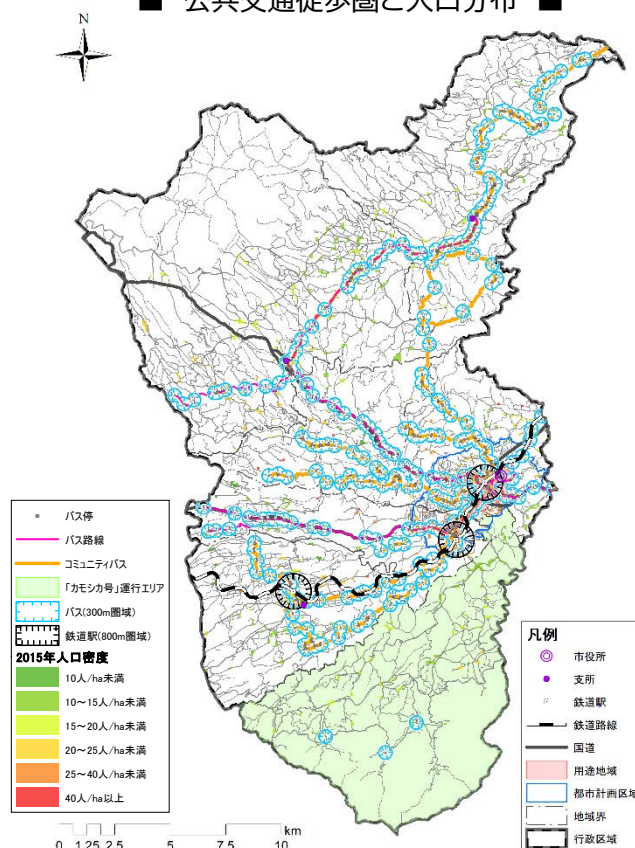 ■ 公共交通徒歩圏と人口分布 ■
N
バス停
バス路線
コミュニティバス
「カモシカ号」運行エリア
バス(300m圏域)
鉄道駅(800m圏域)
2015年人口密度
10人/ha未満
10～15人/ha未満
15～20人/ha未満
20～25人/ha未満
25～40人/ha未満
40人/ha以上
凡例
市役所
支所
鉄道駅
鉄道路線
国道
用途地域
都市計画区域
地域界
行政区域
km
0 1.25 2.5 5 7.5 10